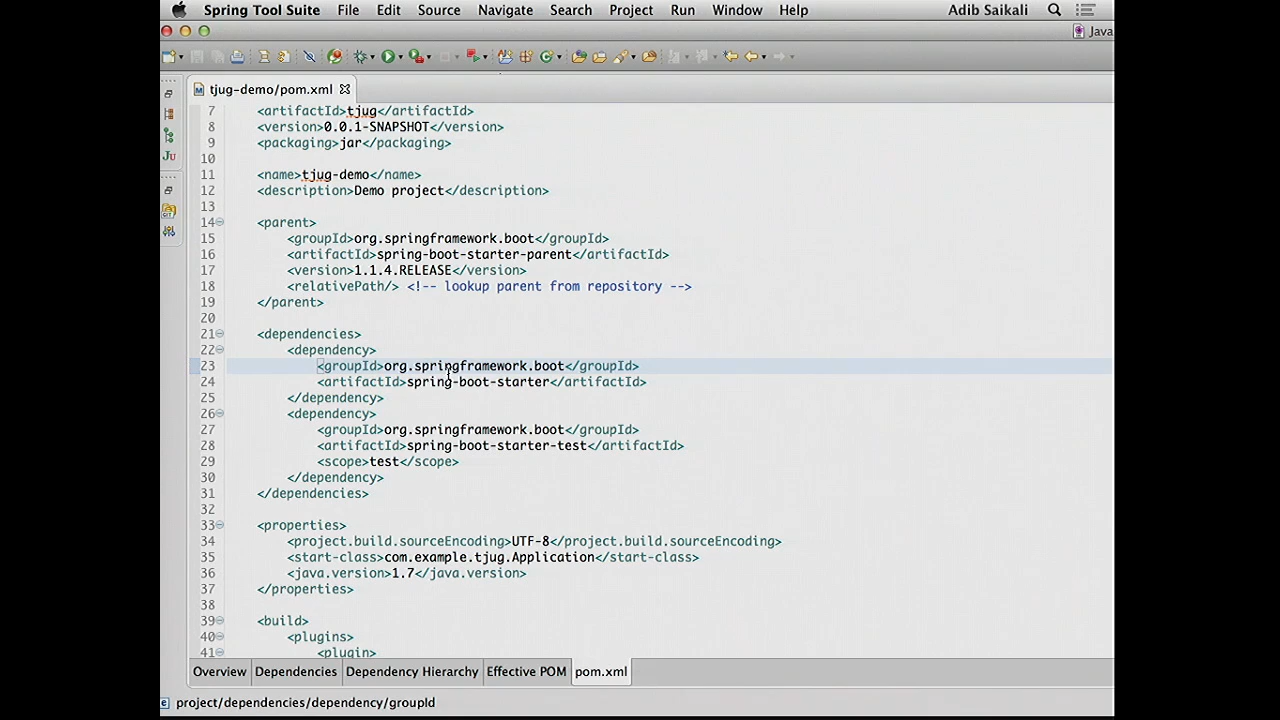 Spring Tool Suite File Edit Source Navigate Search Project Run Window Help Adib Saikali
Java
tjug-demo/pom.xml
7 <artifactId>tjug</artifactId>
8 <version>0.0.1-SNAPSHOT</version>
9 <packaging>jar</packaging>
10
11 <name>tjug-demo</name>
12 <description>Demo project</description>
13
14 <parent>
15 <groupId>org.springframework.boot</groupId>
16 <artifactId>spring-boot-starter-parent</artifactId>
17 <version>1.1.4.RELEASE</version>
18 <relativePath/> <!-- lookup parent from repository -->
19 </parent>
20
21 <dependencies>
22 <dependency>
23 <groupId>org.springframework.boot</groupId>
24 <artifactId>spring-boot-starter</artifactId>
25 </dependency>
26 <dependency>
27 <groupId>org.springframework.boot</groupId>
28 <artifactId>spring-boot-starter-test</artifactId>
29 <scope>test</scope>
30 </dependency>
31 </dependencies>
32
33 <properties>
34 <project.build.sourceEncoding>UTF-8</project.build.sourceEncoding>
35 <start-class>com.example.tjug.Application</start-class>
36 <java.version>1.7</java.version>
37 </properties>
38
39 <build>
40 <plugins>
41 <plugin>
Overview Dependencies Dependency Hierarchy Effective POM pom.xml
project/dependencies/dependency/groupId